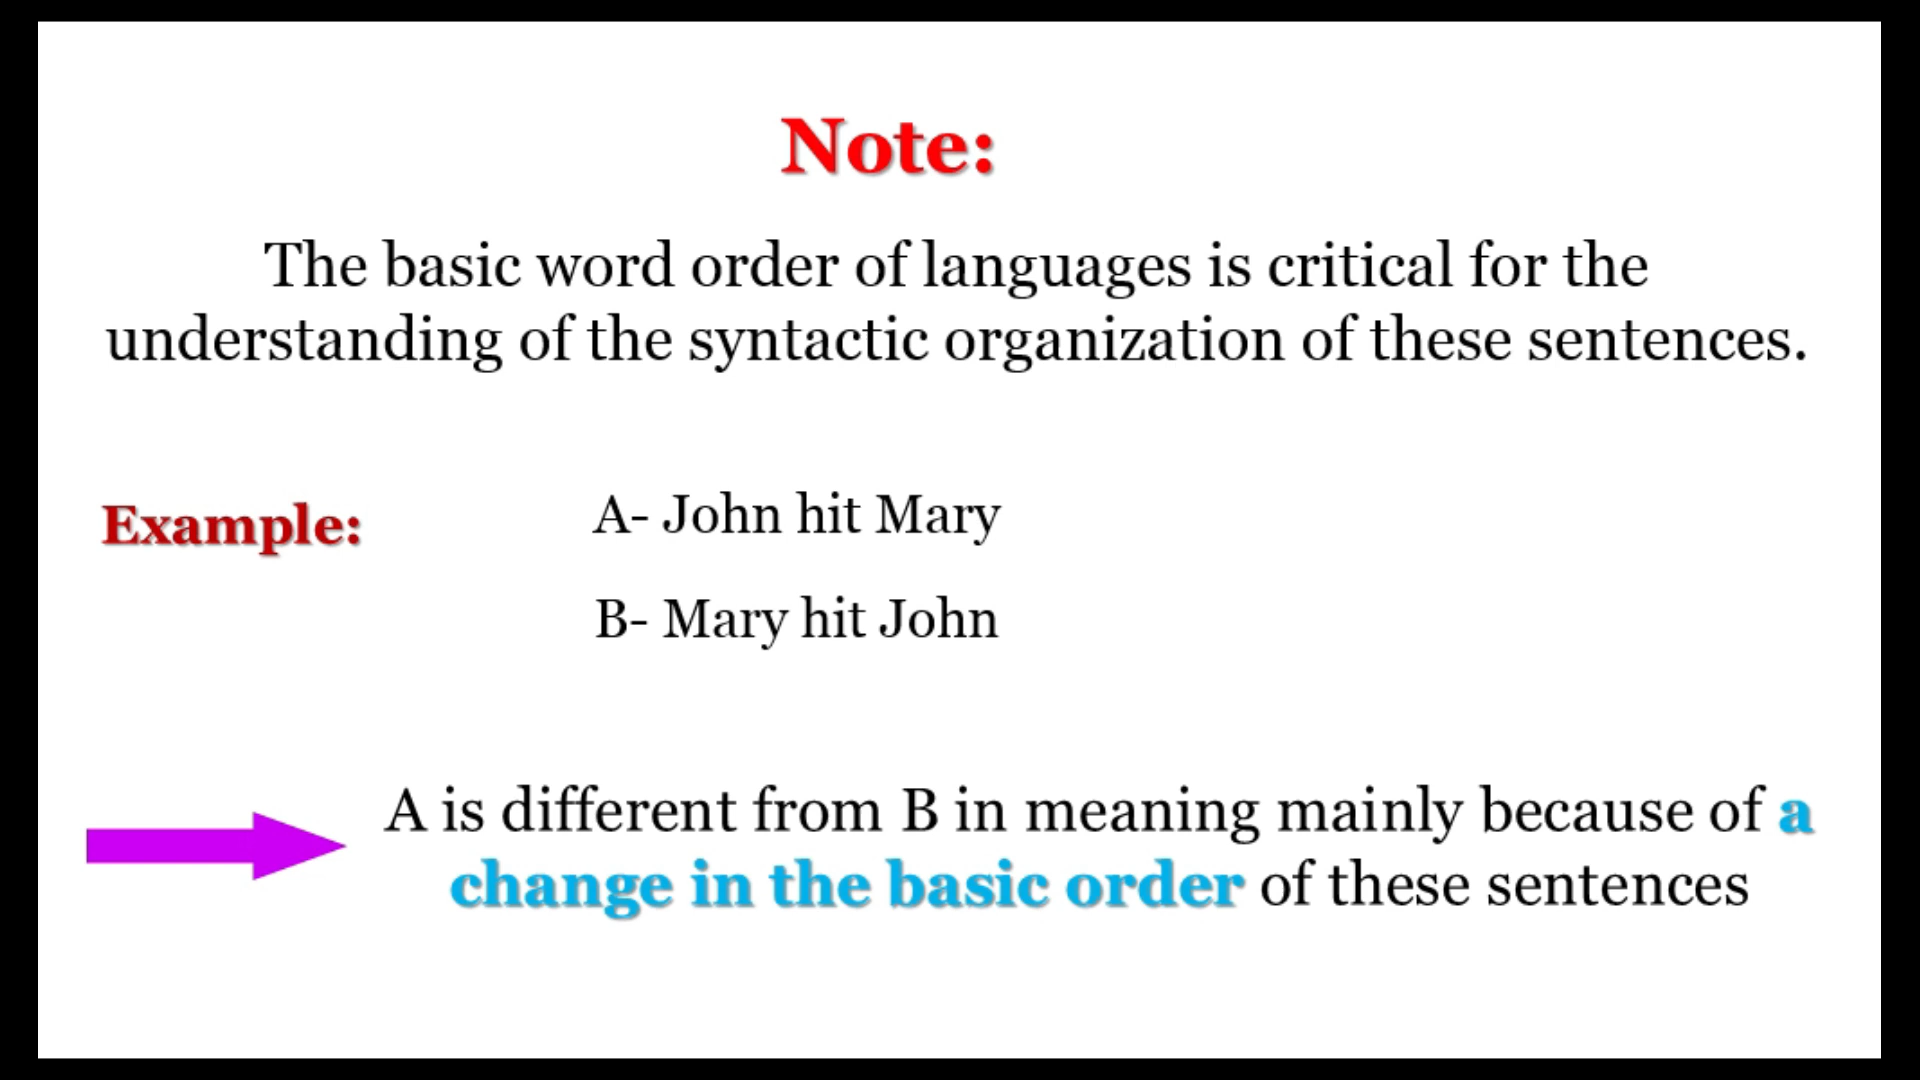 Note:
The basic word order of languages is critical for the
understanding of the syntactic organization of these sentences.
Example:
A- John hit Mary
B- Mary hit John
A is different from B in meaning mainly because of a
change in the basic order of these sentences